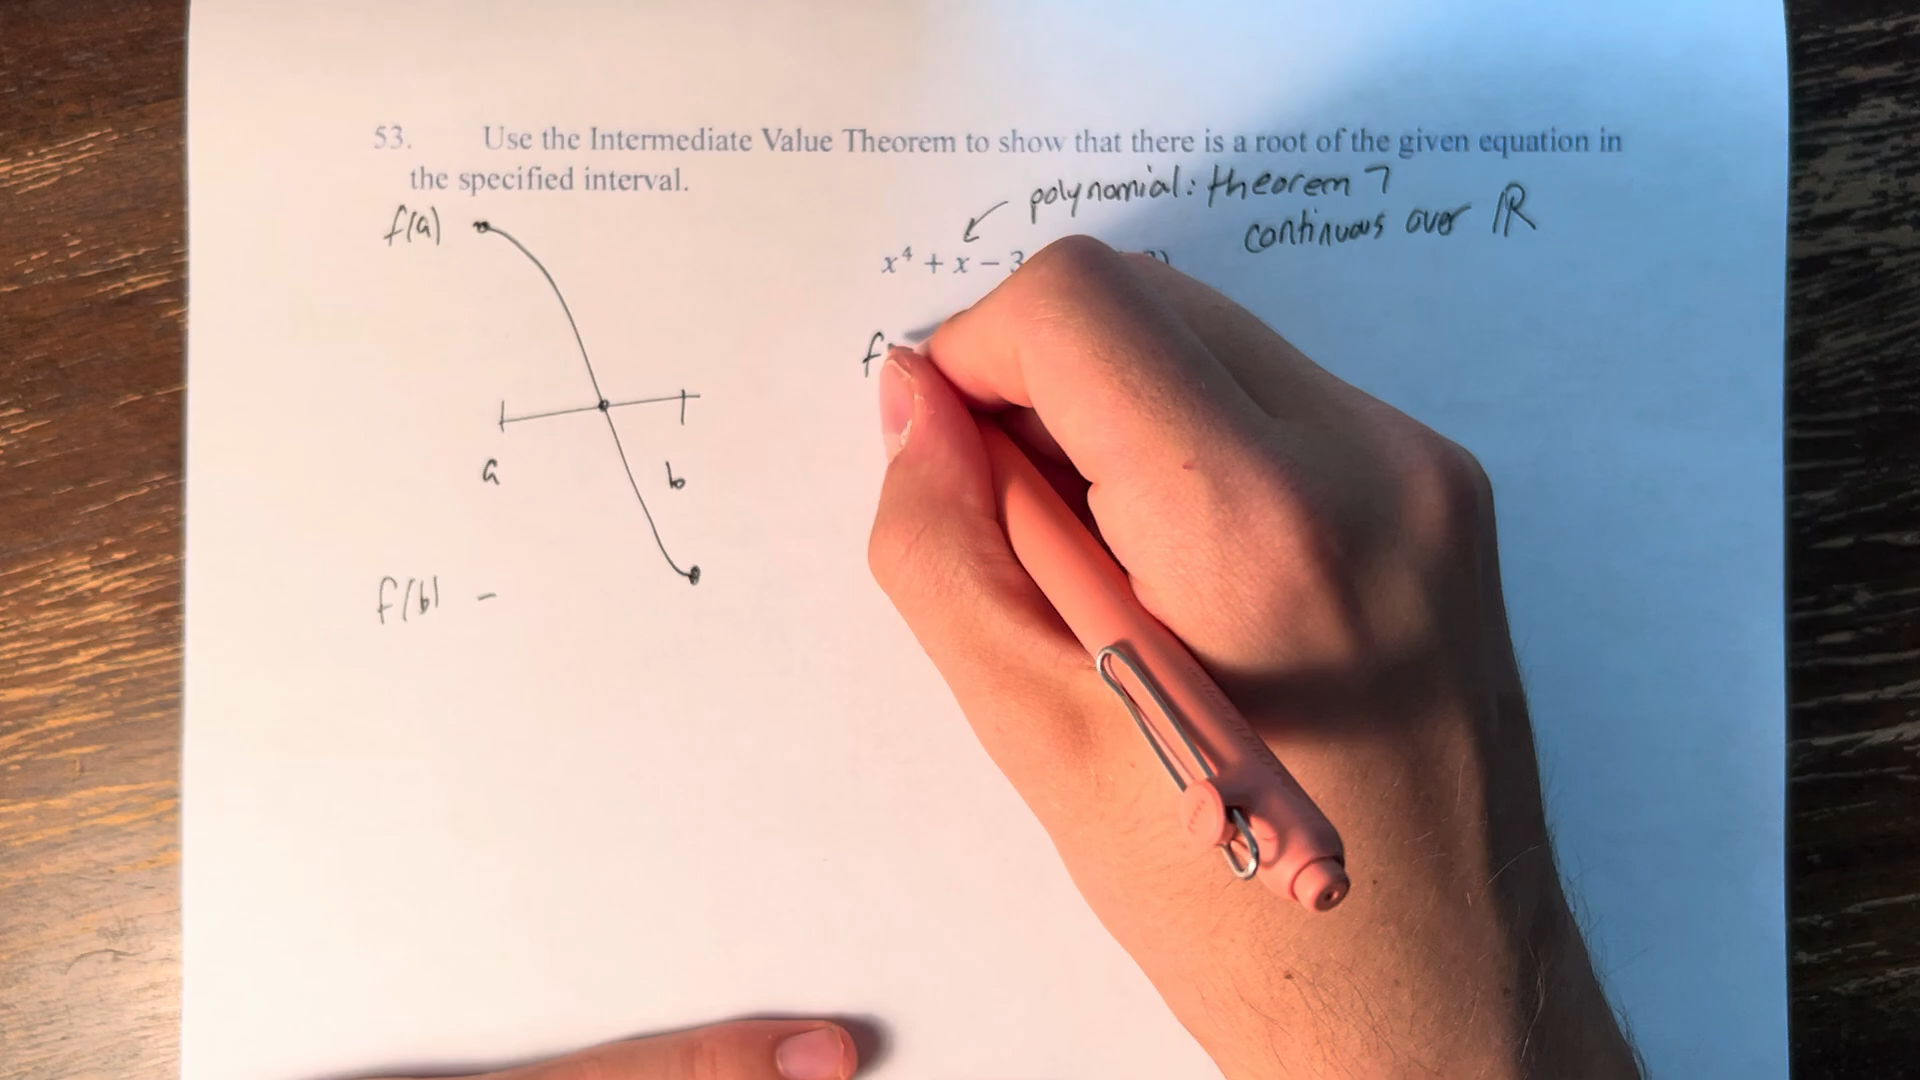 53. Use the Intermediate Value Theorem to show that there is a root of the given equation in
the specified interval.
polynomial: theorem 7
continuous over ℝ
f(a)
x⁴ + x − 3
f
a
b
f(b) –